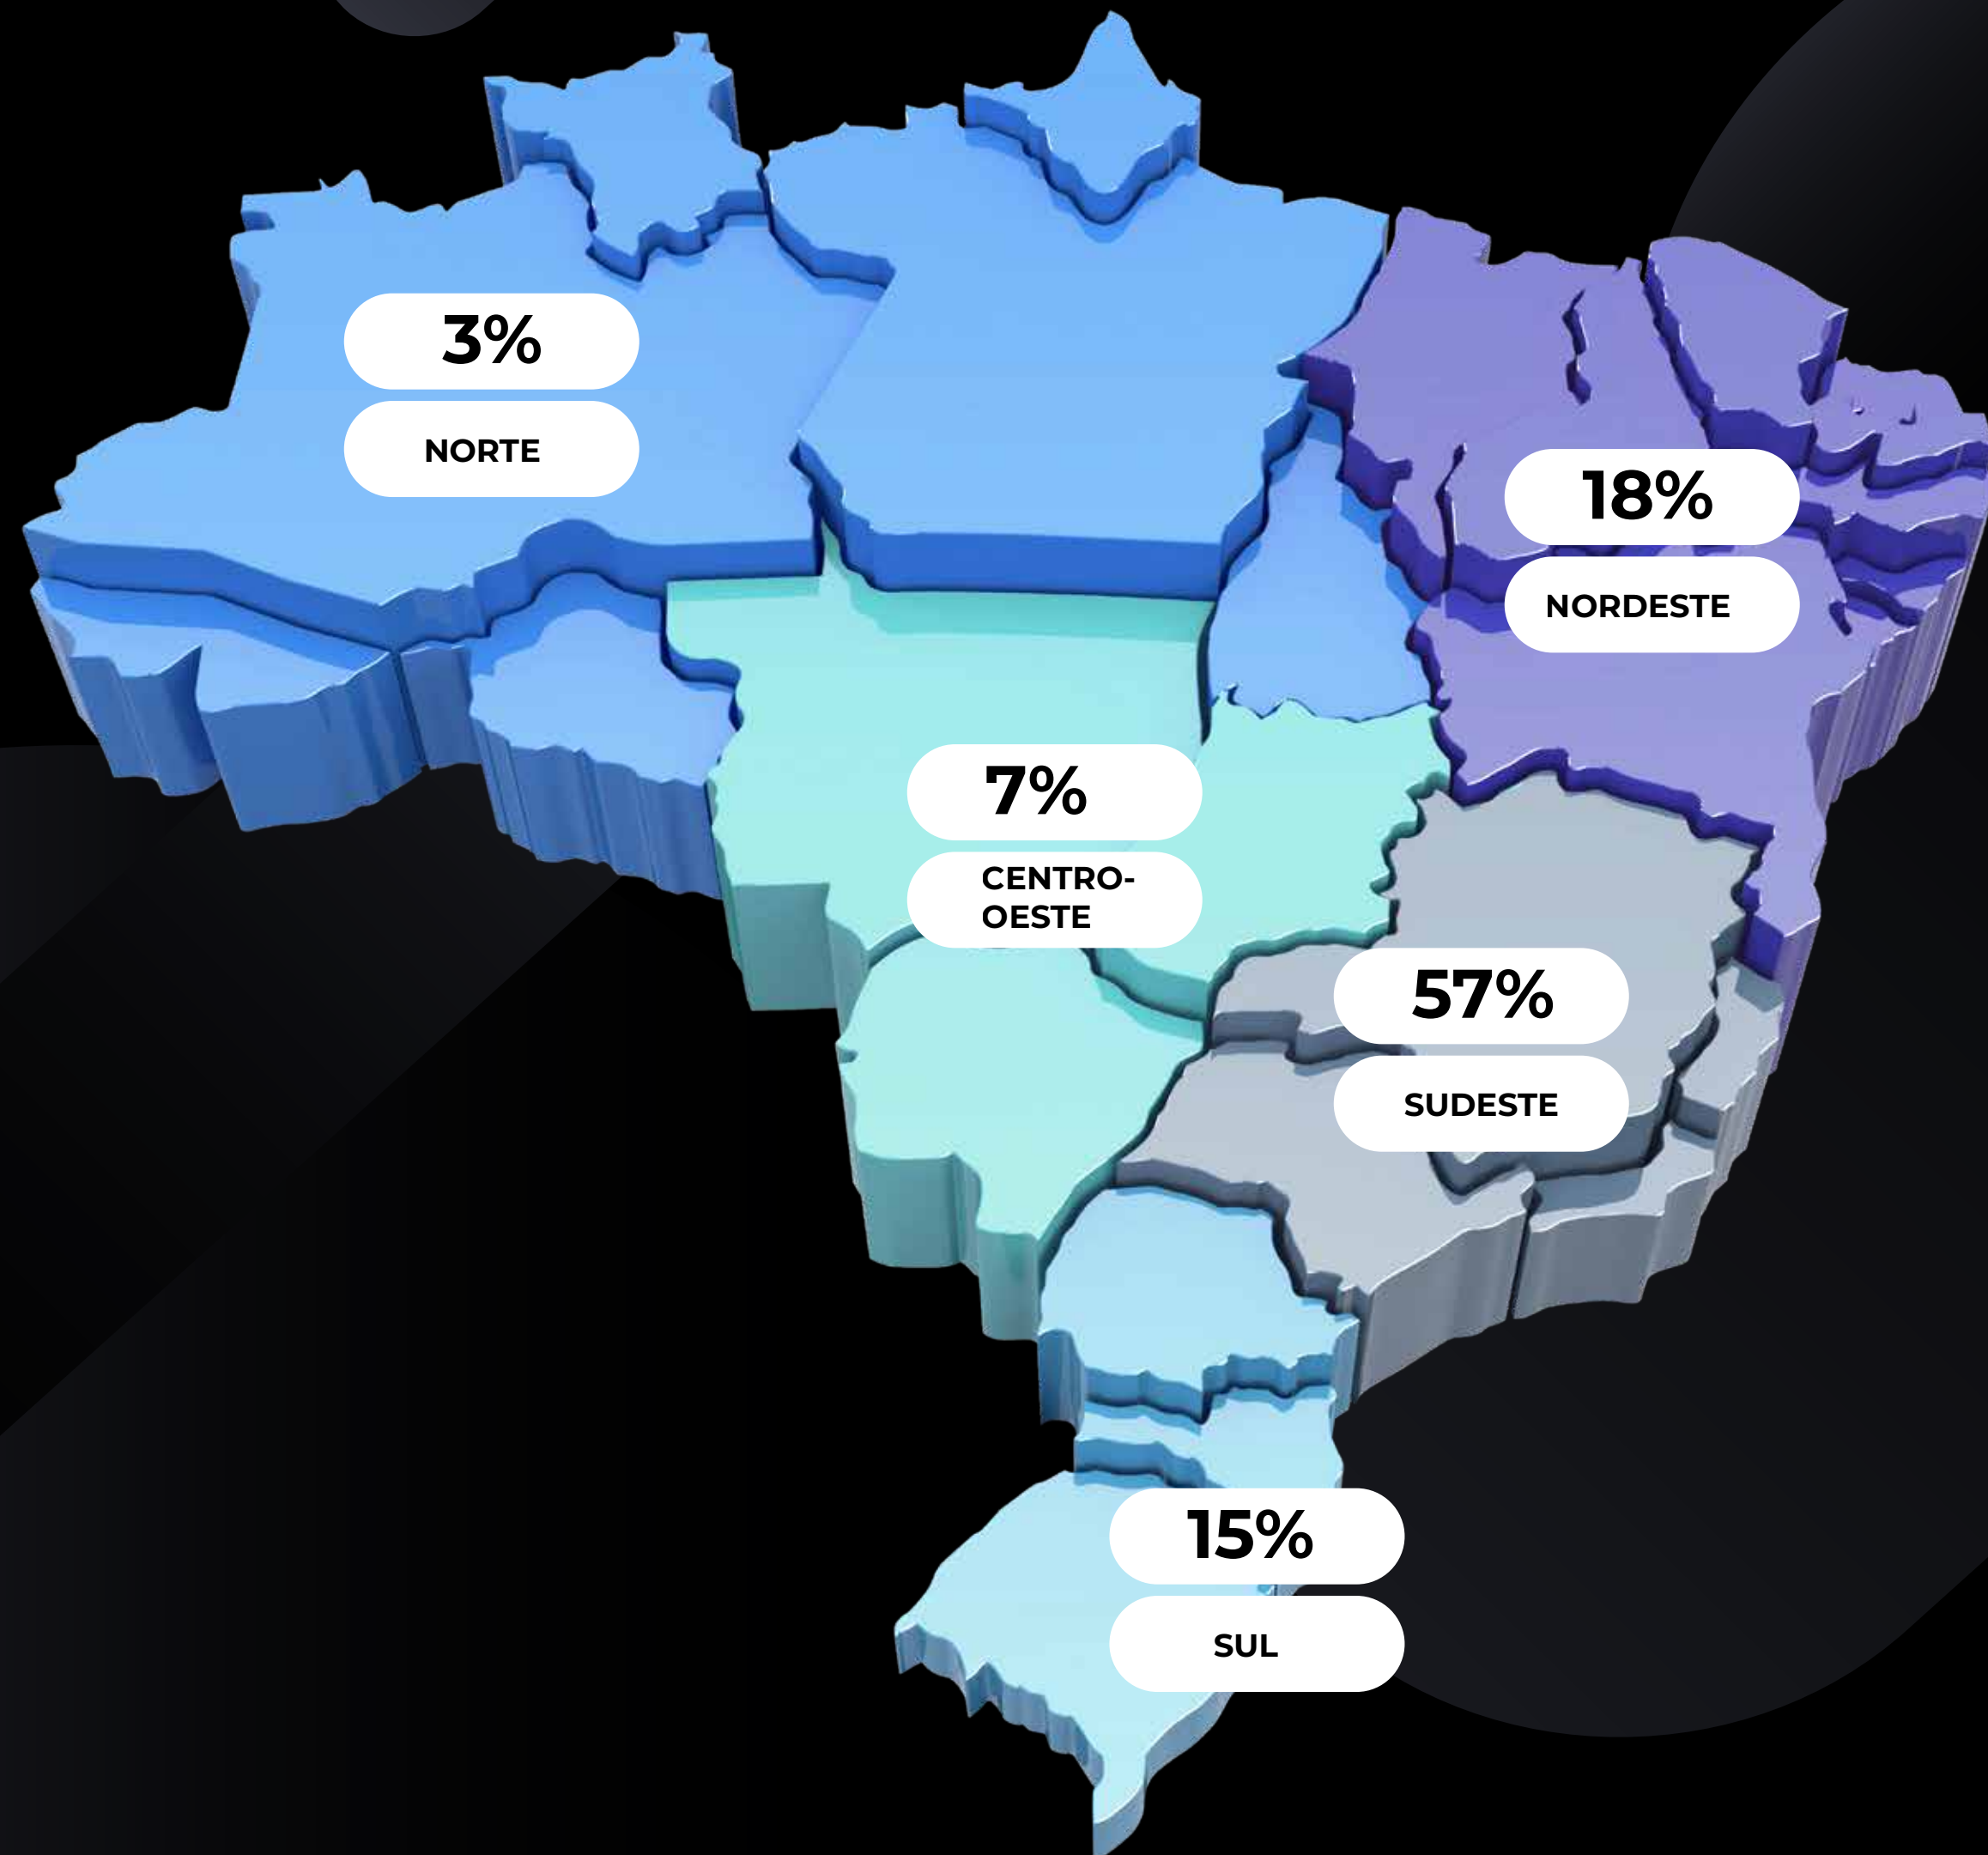 3%
NORTE
18%
NORDESTE
7%
CENTRO-
OESTE
57%
SUDESTE
15%
SUL